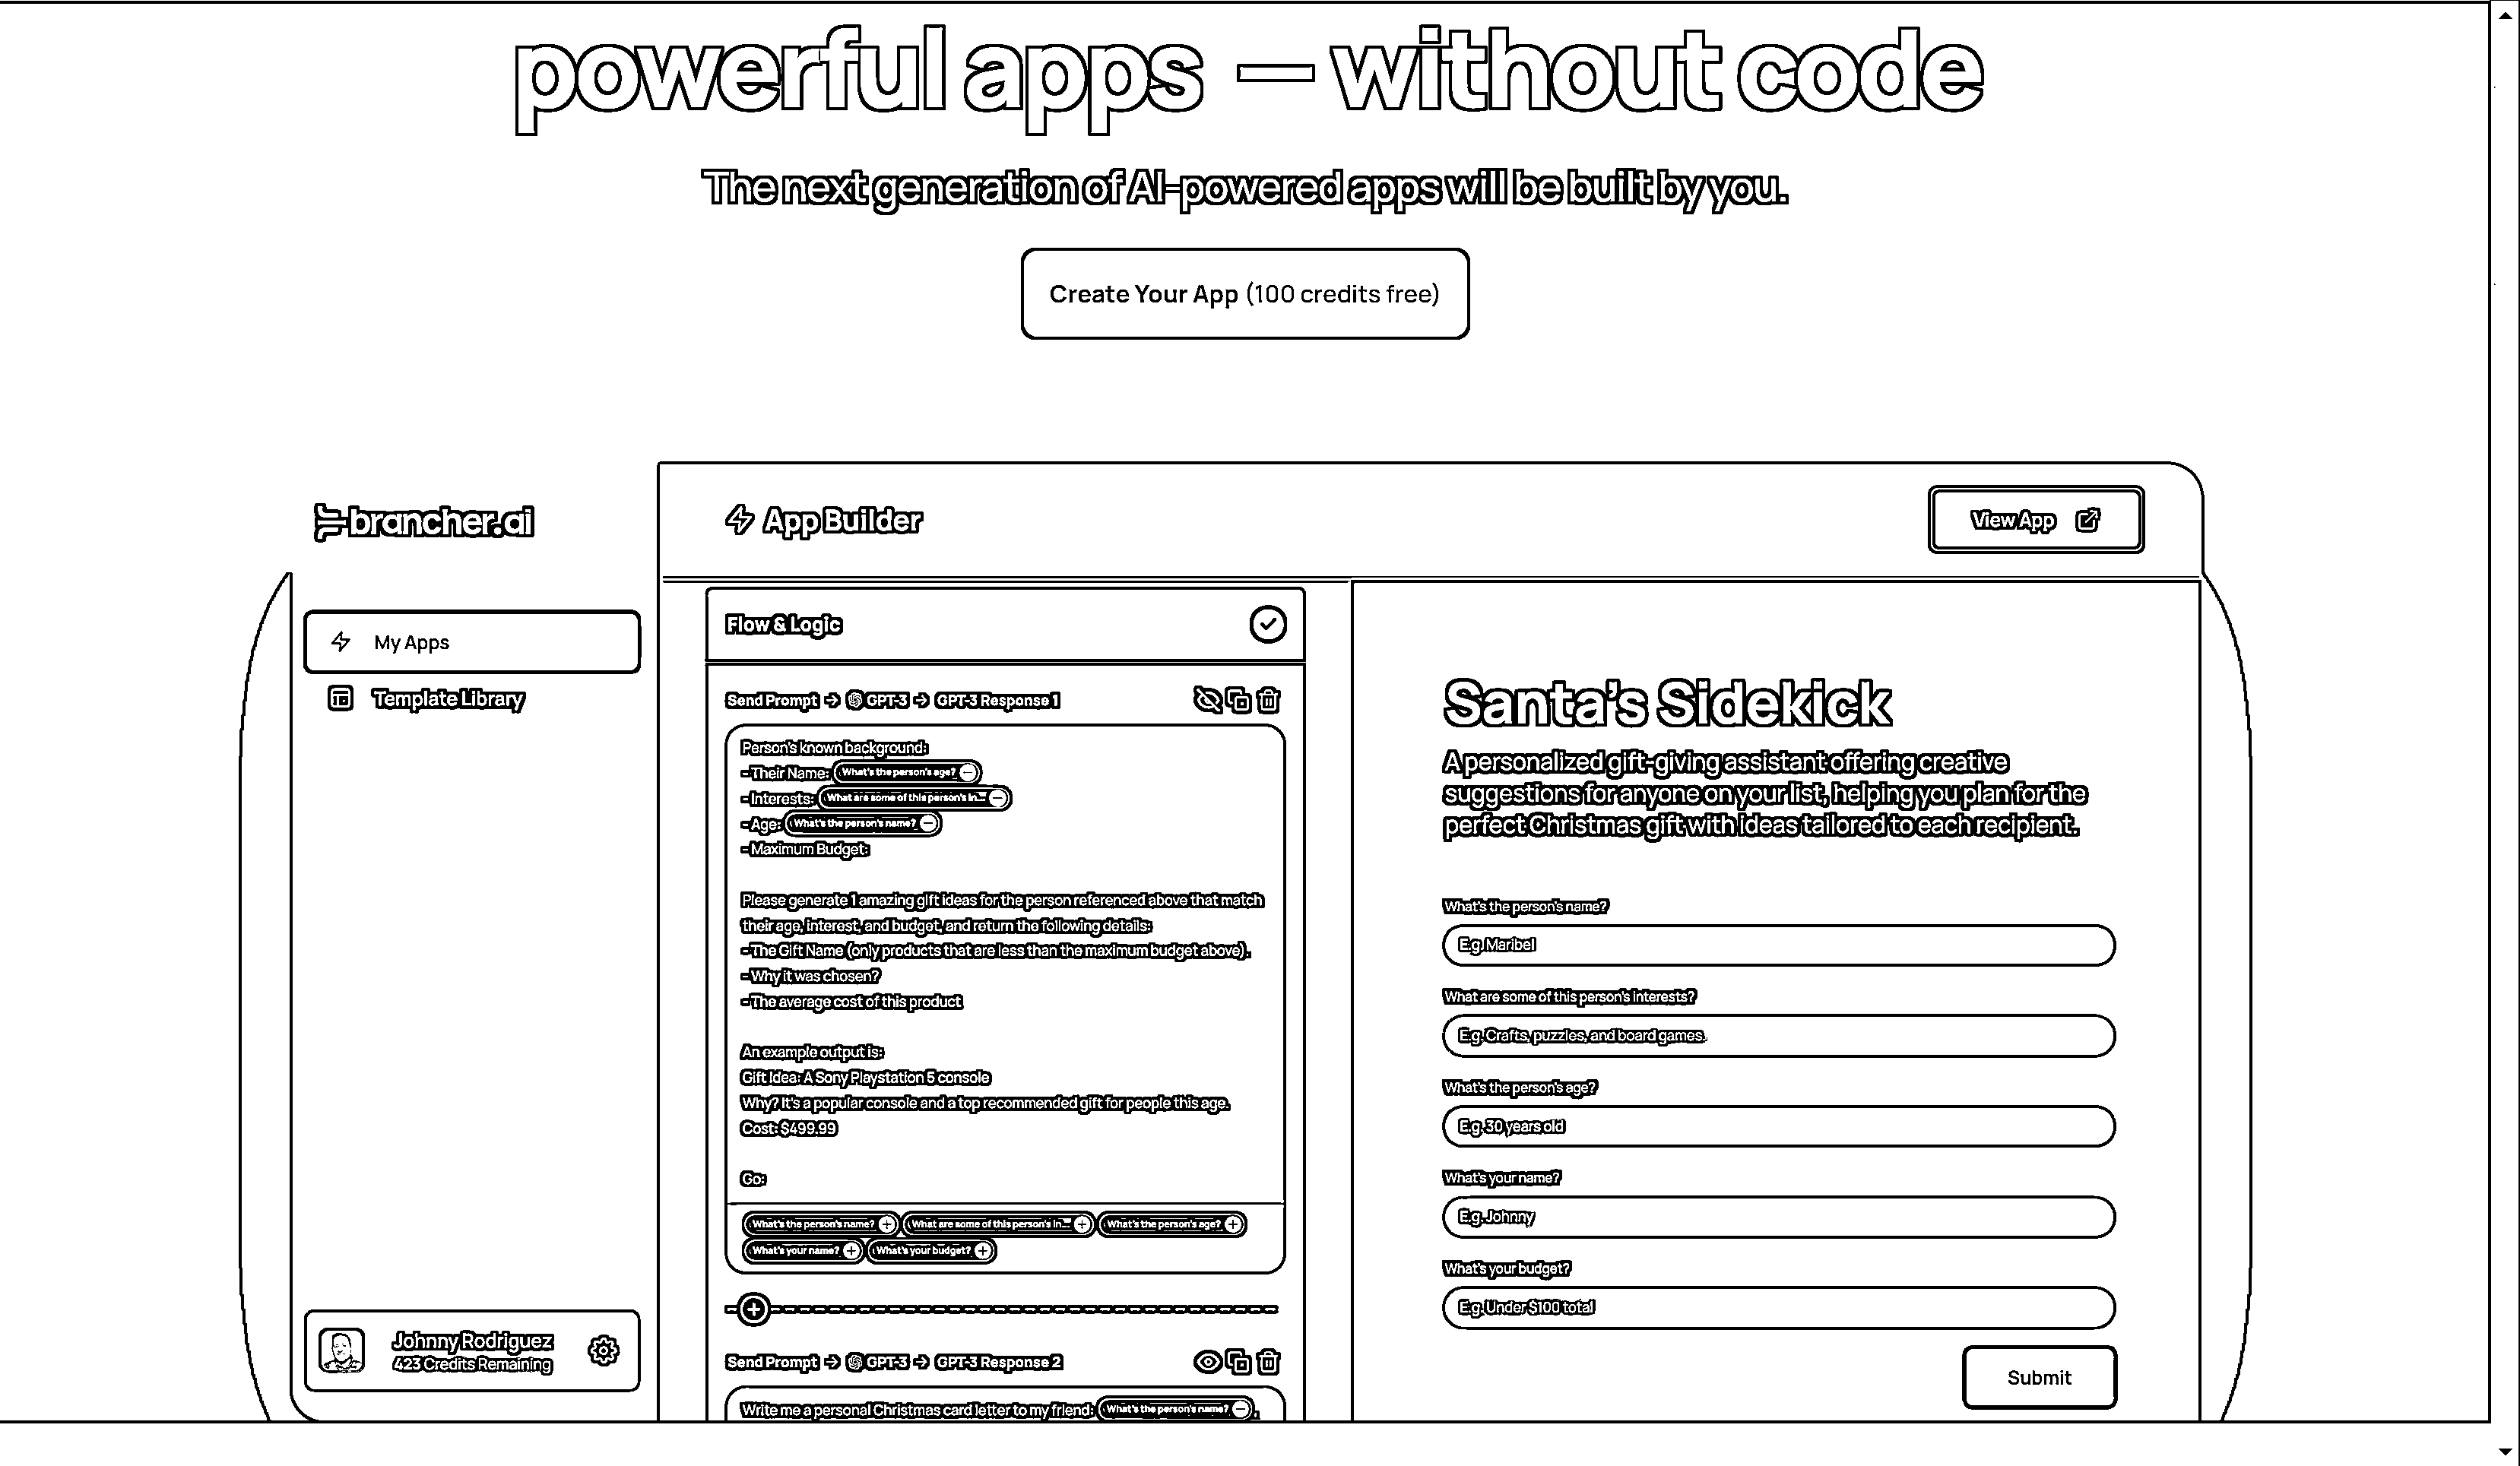 powerful apps — without code
The next generation of AI-powered apps will be built by you.
Create Your App (100 credits free)
brancher.ai
App Builder
View App
My Apps
Template Library
Johnny Rodriguez
423 Credits Remaining
Flow & Logic
Send Prompt → GPT-3 → GPT-3 Response 1
Person's known background:
- Their Name: What's the person's age?
- Interests: What are some of this person's in...
- Age: What's the person's name?
- Maximum Budget:
Please generate 1 amazing gift ideas for the person referenced above that match
their age, interest, and budget, and return the following details:
- The Gift Name (only products that are less than the maximum budget above).
- Why it was chosen?
- The average cost of this product
An example output is:
Gift Idea: A Sony Playstation 5 console
Why? It's a popular console and a top recommended gift for people this age.
Cost: $499.99
Go:
What's the person's name? What are some of this person's in... What's the person's age?
What's your name? What's your budget?
Send Prompt → GPT-3 → GPT-3 Response 2
Write me a personal Christmas card letter to my friend: What's the person's name?
Santa's Sidekick
A personalized gift-giving assistant offering creative
suggestions for anyone on your list, helping you plan for the
perfect Christmas gift with ideas tailored to each recipient.
What's the person's name?
E.g. Maribel
What are some of this person's interests?
E.g. Crafts, puzzles, and board games.
What's the person's age?
E.g. 30 years old
What's your name?
E.g. Johnny
What's your budget?
E.g. Under $100 total
Submit